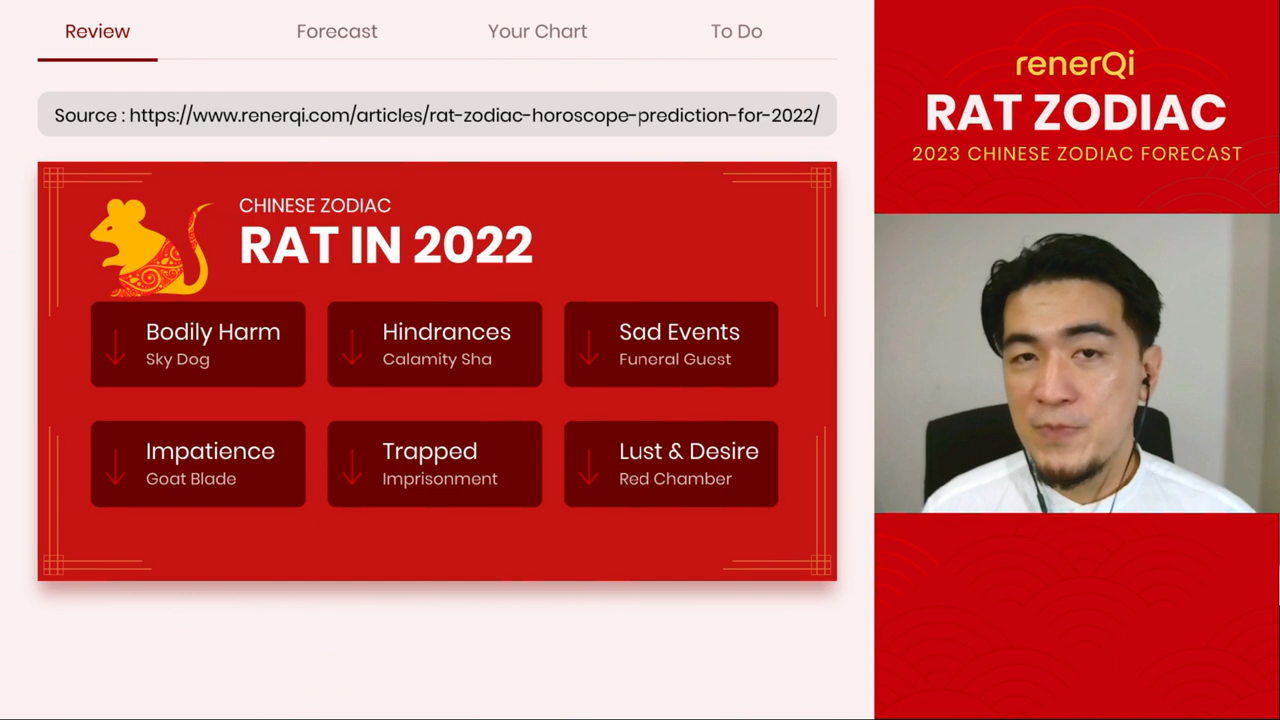 Review
Forecast
Your Chart
To Do
Source : https://www.renerqi.com/articles/rat-zodiac-horoscope-prediction-for-2022/
CHINESE ZODIAC
RAT IN 2022
Bodily Harm
Sky Dog
Hindrances
Calamity Sha
Sad Events
Funeral Guest
Impatience
Goat Blade
Trapped
Imprisonment
Lust & Desire
Red Chamber
renerQi
RAT ZODIAC
2023 CHINESE ZODIAC FORECAST